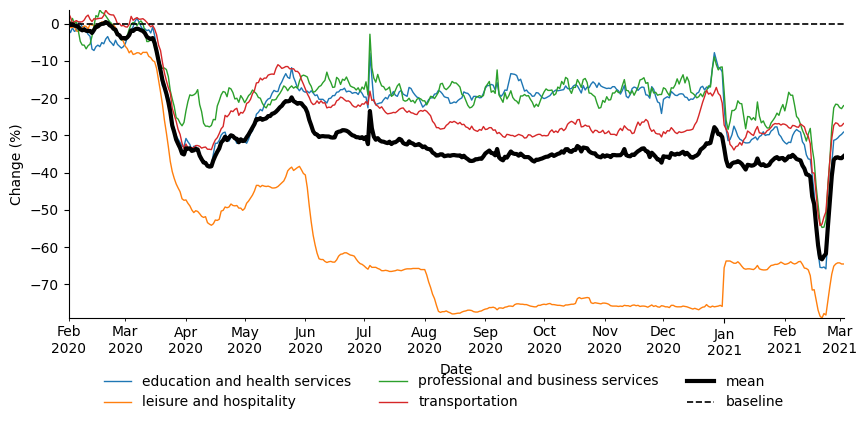 0
−10
−20
−30
−40
−50
−60
−70
Change (%)
Feb Mar Apr May Jun Jul Aug Sep Oct Nov Dec Jan Feb Mar
2020 2020 2020 2020 2020 2020 2020 2020 2020 2020 2020 2021 2021 2021
Date
education and health services professional and business services mean
leisure and hospitality transportation baseline